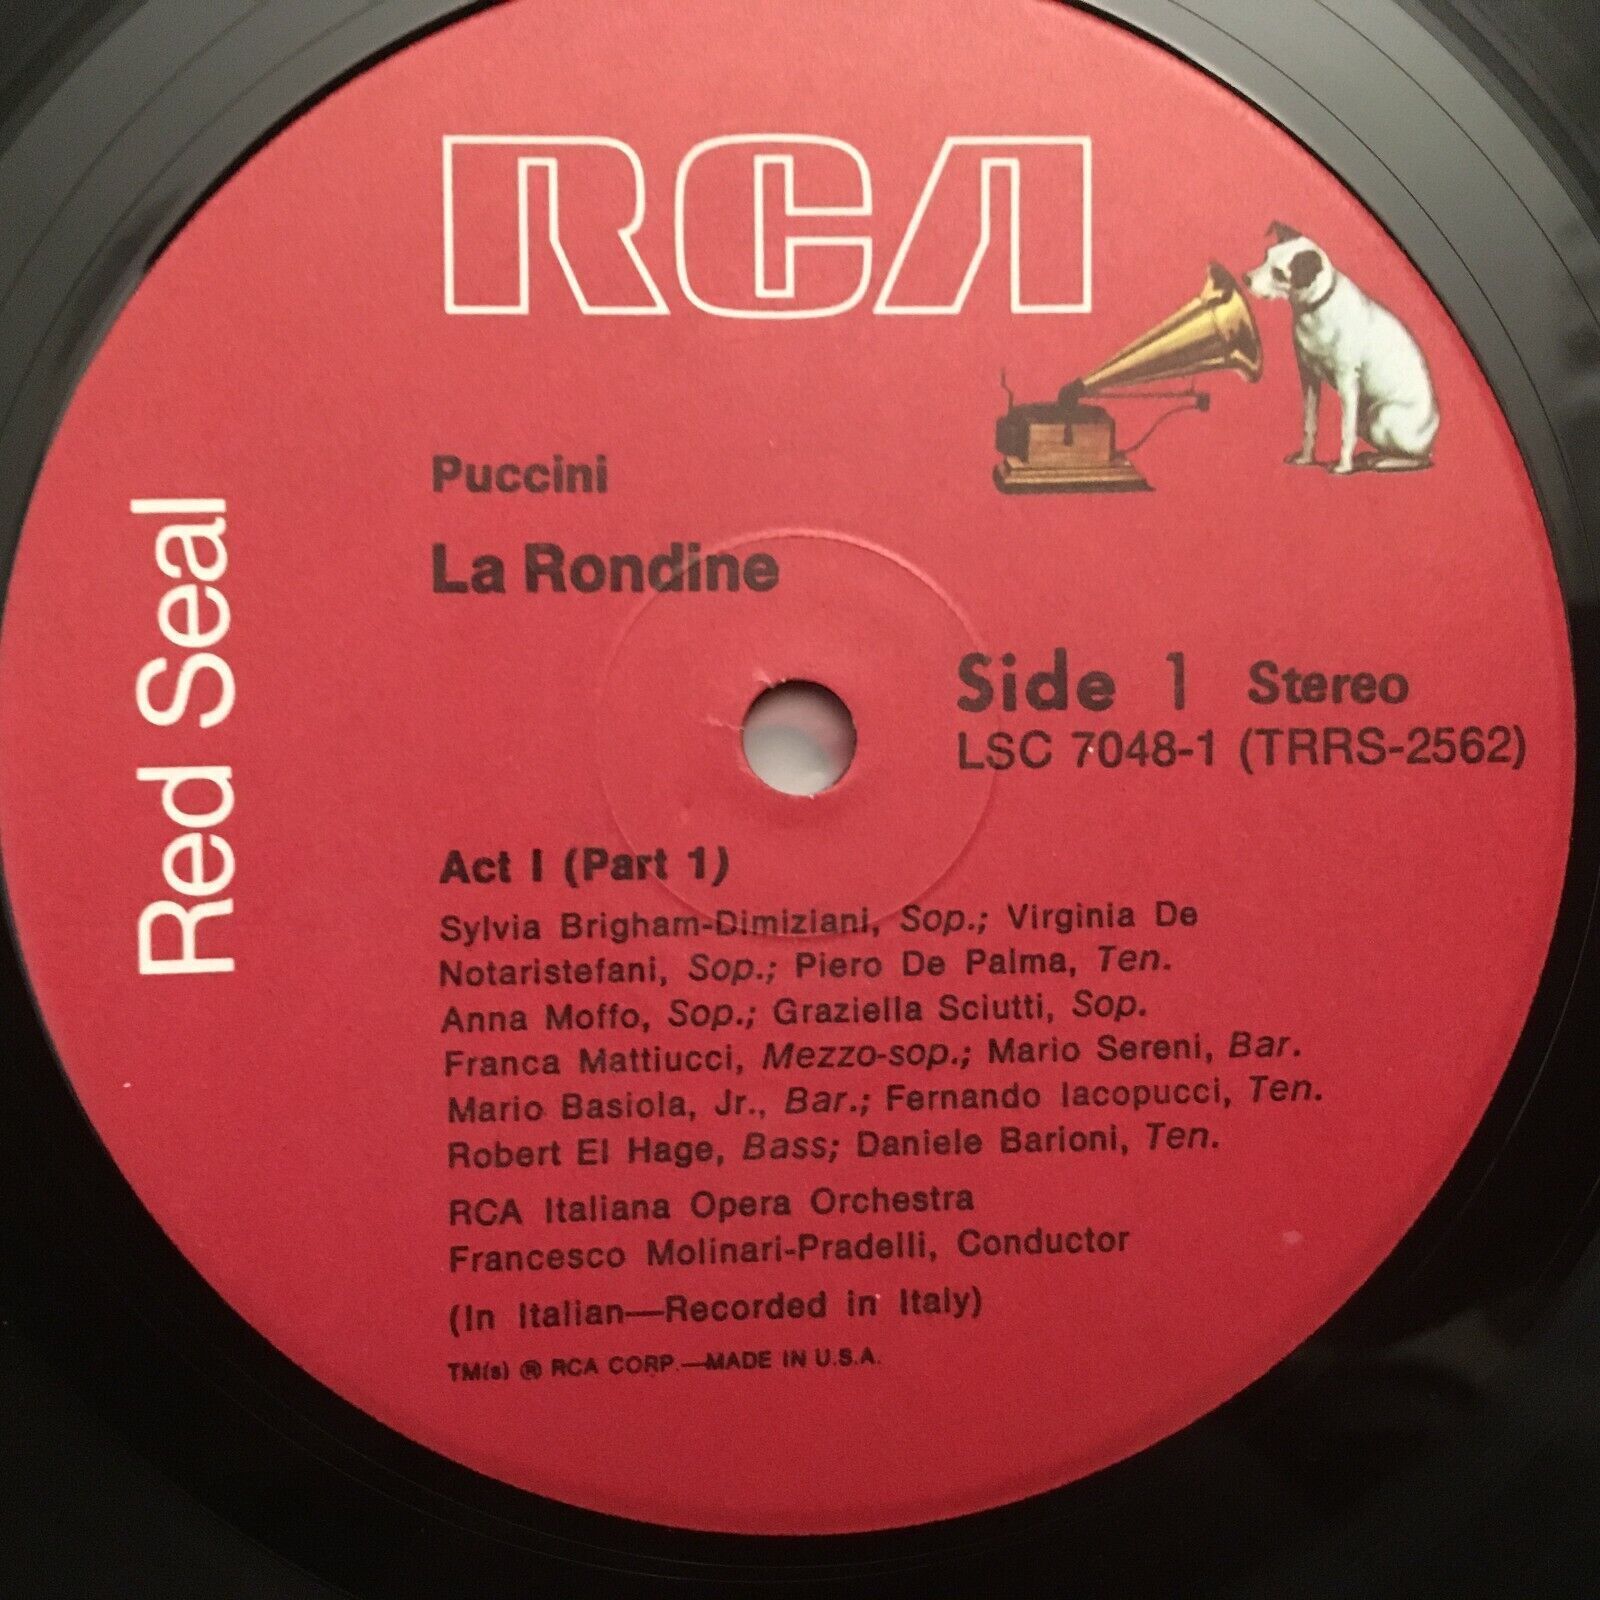 RCA
Red Seal
Puccini
La Rondine
Side 1 Stereo
LSC 7048-1 (TRRS-2562)
Act I (Part 1)
Sylvia Brigham-Dimiziani, Sop.; Virginia De
Notaristefani, Sop.; Piero De Palma, Ten.
Anna Moffo, Sop.; Graziella Sciutti, Sop.
Franca Mattiucci, Mezzo-sop.; Mario Sereni, Bar.
Mario Basiola, Jr., Bar.; Fernando Iacopucci, Ten.
Robert El Hage, Bass; Daniele Barioni, Ten.
RCA Italiana Opera Orchestra
Francesco Molinari-Pradelli, Conductor
(In Italian—Recorded in Italy)
TM(s) ® RCA CORP.—MADE IN U.S.A.